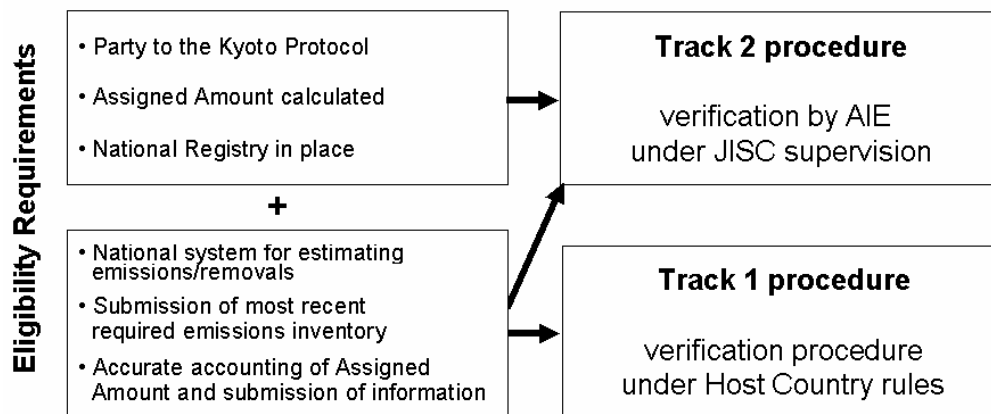 Eligibility Requirements
• Party to the Kyoto Protocol
• Assigned Amount calculated
• National Registry in place
+
• National system for estimating
emissions/removals
• Submission of most recent
required emissions inventory
• Accurate accounting of Assigned
Amount and submission of information
Track 2 procedure
verification by AIE
under JISC supervision
Track 1 procedure
verification procedure
under Host Country rules